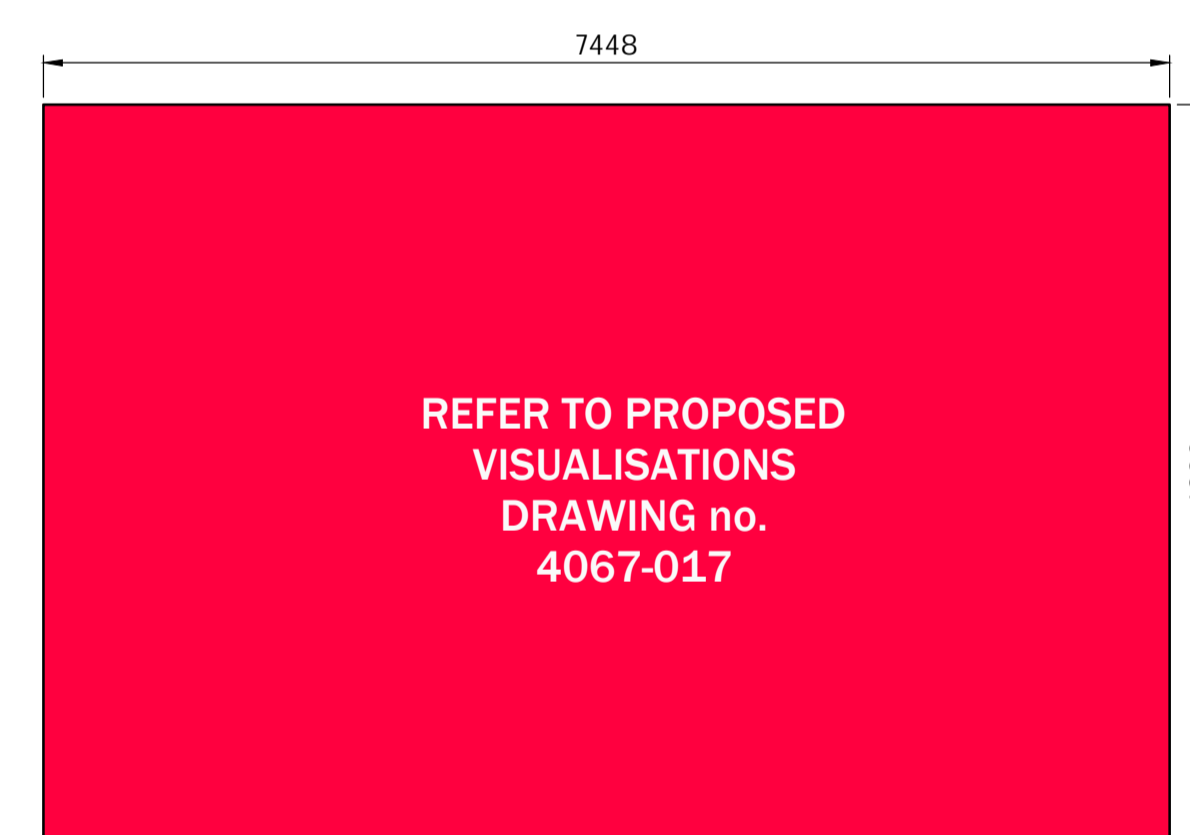 7448
REFER TO PROPOSED
VISUALISATIONS
DRAWING no.
4067-017